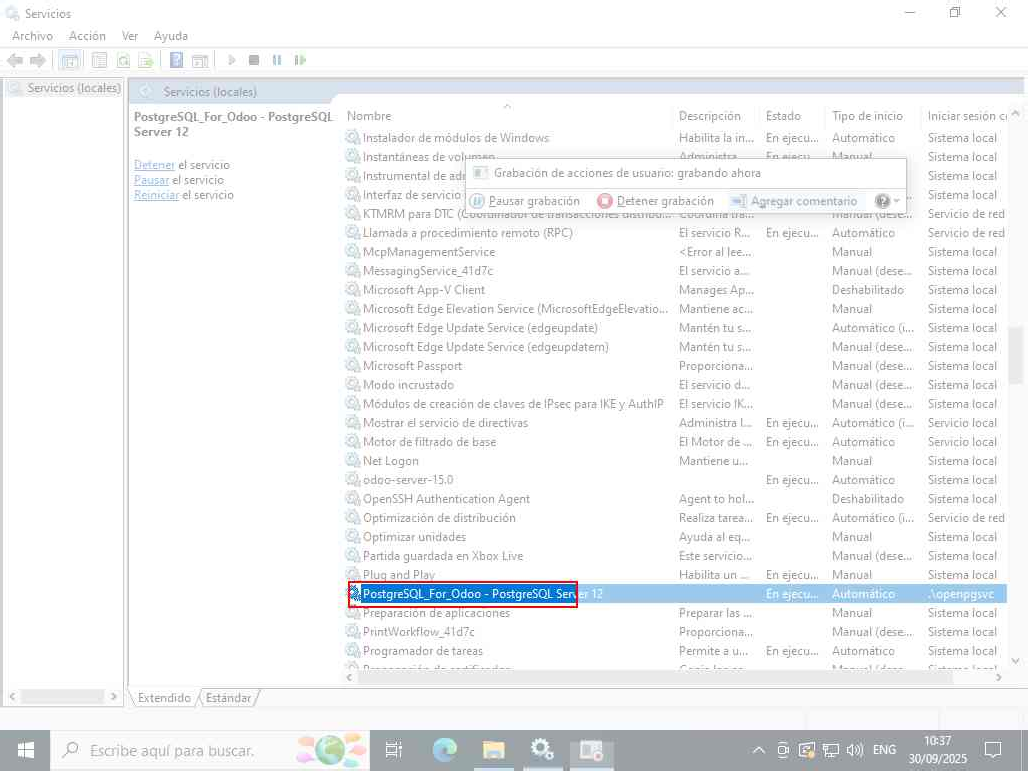 Servicios
Archivo Acción Ver Ayuda
Servicios (locales)
Servicios (locales)
PostgreSQL_For_Odoo - PostgreSQL Server 12
Detener el servicio
Pausar el servicio
Reiniciar el servicio
Nombre Descripción Estado Tipo de inicio Iniciar sesión c
Instalador de módulos de Windows Habilita la in... En ejecu... Automático Sistema local
Instantáneas de volumen Administra En ejecu Manual Sistema local
Instrumental de ad Sistema local
Interfaz de servicio Sistema local
Grabación de acciones de usuario: grabando ahora
Pausar grabación Detener grabación Agregar comentario
KTMRM para DTC (Coordinador de transacciones distrib... Coordina tra... Servicio de red
Llamada a procedimiento remoto (RPC) El servicio R... En ejecu... Automático Servicio de red
McpManagementService <Error al lee... Manual Sistema local
MessagingService_41d7c El servicio a... Manual (dese... Sistema local
Microsoft App-V Client Manages Ap... Deshabilitado Sistema local
Microsoft Edge Elevation Service (MicrosoftEdgeElevatio... Mantiene ac... Manual Sistema local
Microsoft Edge Update Service (edgeupdate) Mantén tu s... Automático (i... Sistema local
Microsoft Edge Update Service (edgeupdatem) Mantén tu s... Manual (dese... Sistema local
Microsoft Passport Proporciona... Manual (dese... Sistema local
Modo incrustado El servicio d... Manual (dese... Sistema local
Módulos de creación de claves de IPsec para IKE y AuthIP El servicio IK... Manual (dese... Sistema local
Mostrar el servicio de directivas Administra l... En ejecu... Automático (i... Servicio local
Motor de filtrado de base El Motor de ... En ejecu... Automático Servicio local
Net Logon Mantiene u... Manual Sistema local
odoo-server-15.0 En ejecu... Automático Sistema local
OpenSSH Authentication Agent Agent to hol... Deshabilitado Sistema local
Optimización de distribución Realiza tarea... En ejecu... Automático (i... Servicio de red
Optimizar unidades Ayuda al eq... Manual Sistema local
Partida guardada en Xbox Live Este servicio... Manual (dese... Sistema local
Plug and Play Habilita un ... En ejecu... Manual Sistema local
PostgreSQL_For_Odoo - PostgreSQL Server 12 En ejecu... Automático .\openpgsvc
Preparación de aplicaciones Preparar las ... Manual Sistema local
PrintWorkflow_41d7c Proporciona... Manual (dese... Sistema local
Programador de tareas Permite a u... En ejecu... Automático Sistema local
Propagación de certificados Copia los ce Manual (dese Sistema local
Extendido Estándar
Escribe aquí para buscar.
ENG
10:37
30/09/2025